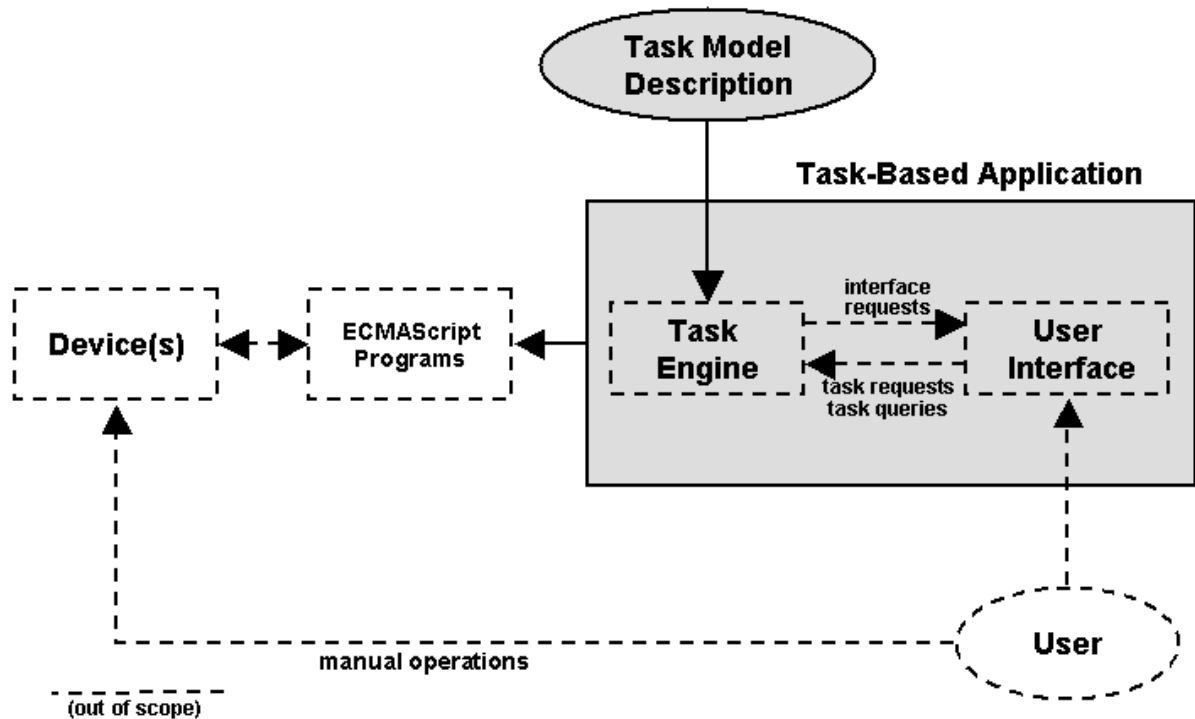 Task Model
Description
Task-Based Application
interface
requests
Device(s)
ECMAScript
Programs
Task
Engine
User
Interface
task requests
task queries
User
manual operations
(out of scope)